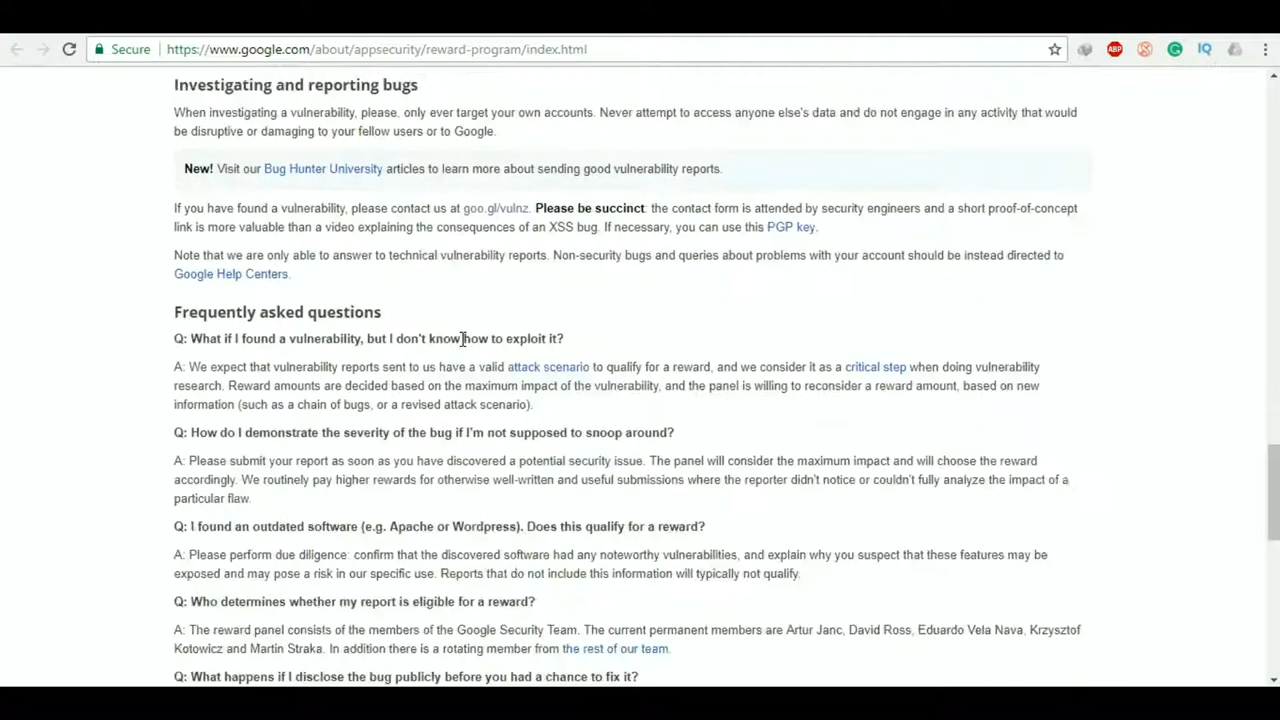 Secure https://www.google.com/about/appsecurity/reward-program/index.html
ABP
IQ
Investigating and reporting bugs
When investigating a vulnerability, please, only ever target your own accounts. Never attempt to access anyone else's data and do not engage in any activity that would
be disruptive or damaging to your fellow users or to Google.
New! Visit our Bug Hunter University articles to learn more about sending good vulnerability reports.
If you have found a vulnerability, please contact us at goo.gl/vulnz. Please be succinct: the contact form is attended by security engineers and a short proof-of-concept
link is more valuable than a video explaining the consequences of an XSS bug. If necessary, you can use this PGP key.
Note that we are only able to answer to technical vulnerability reports. Non-security bugs and queries about problems with your account should be instead directed to
Google Help Centers.
Frequently asked questions
Q: What if I found a vulnerability, but I don't know how to exploit it?
A: We expect that vulnerability reports sent to us have a valid attack scenario to qualify for a reward, and we consider it as a critical step when doing vulnerability
research. Reward amounts are decided based on the maximum impact of the vulnerability, and the panel is willing to reconsider a reward amount, based on new
information (such as a chain of bugs, or a revised attack scenario).
Q: How do I demonstrate the severity of the bug if I'm not supposed to snoop around?
A: Please submit your report as soon as you have discovered a potential security issue. The panel will consider the maximum impact and will choose the reward
accordingly. We routinely pay higher rewards for otherwise well-written and useful submissions where the reporter didn't notice or couldn't fully analyze the impact of a
particular flaw.
Q: I found an outdated software (e.g. Apache or Wordpress). Does this qualify for a reward?
A: Please perform due diligence: confirm that the discovered software had any noteworthy vulnerabilities, and explain why you suspect that these features may be
exposed and may pose a risk in our specific use. Reports that do not include this information will typically not qualify.
Q: Who determines whether my report is eligible for a reward?
A: The reward panel consists of the members of the Google Security Team. The current permanent members are Artur Janc, David Ross, Eduardo Vela Nava, Krzysztof
Kotowicz and Martin Straka. In addition there is a rotating member from the rest of our team.
Q: What happens if I disclose the bug publicly before you had a chance to fix it?